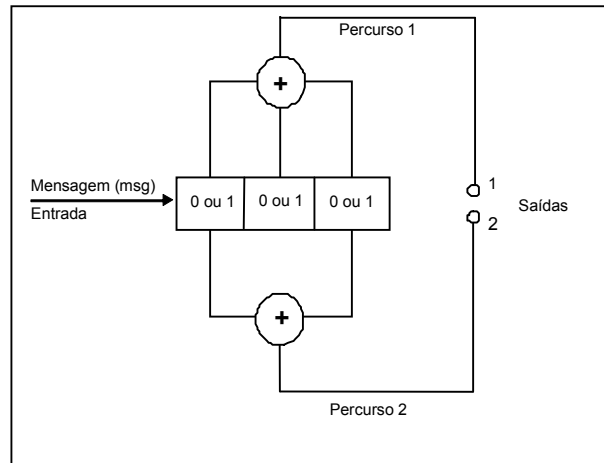 Percurso 1
+
Mensagem (msg)
Entrada
0 ou 1 0 ou 1 0 ou 1
1
2
Saídas
+
Percurso 2